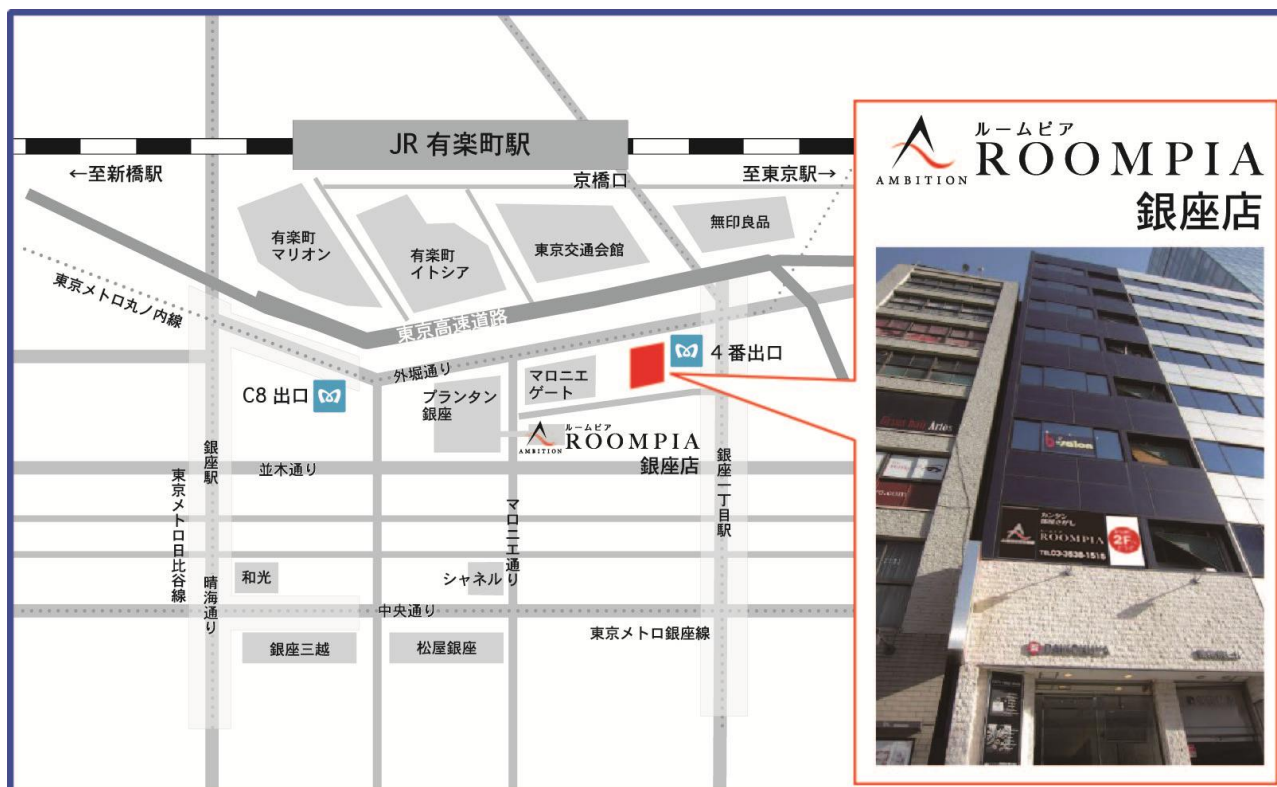 JR 有楽町駅
←至新橋駅
京橋口
至東京駅→
有楽町
マリオン
有楽町
イトシア
東京交通会館
無印良品
東京メトロ丸ノ内線
東京高速道路
外堀通り
4番出口
C8 出口
プランタン
銀座
マロニエ
ゲート
AMBITION
ルームピア
ROOMPIA
銀座店
銀座駅
並木通り
銀座一丁目駅
東京メトロ日比谷線
マロニエ通り
和光
シャネル
晴海通り
中央通り
銀座三越
松屋銀座
東京メトロ銀座線
AMBITION
ルームピア
ROOMPIA
銀座店
Artos
b-salon
カンタン
ROOMPIA
2F